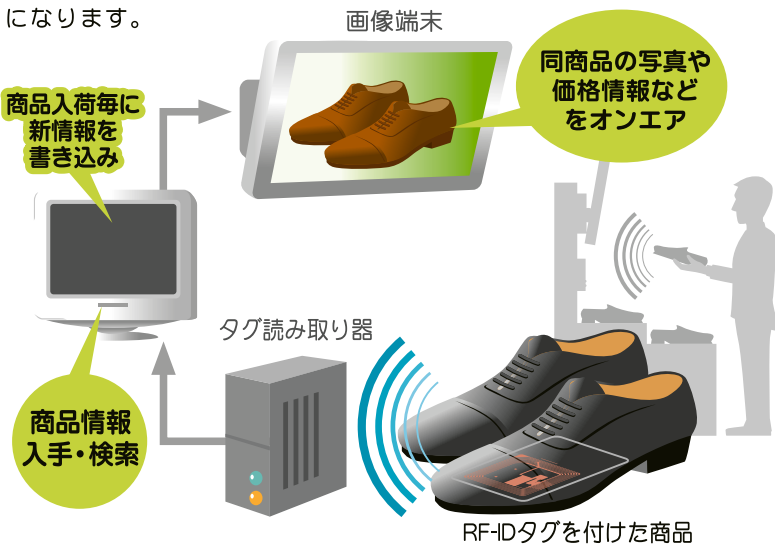 になります。
画像端末
同商品の写真や
価格情報など
をオンエア
商品入荷毎に
新情報を
書き込み
タグ読み取り器
商品情報
入手・検索
RF-IDタグを付けた商品